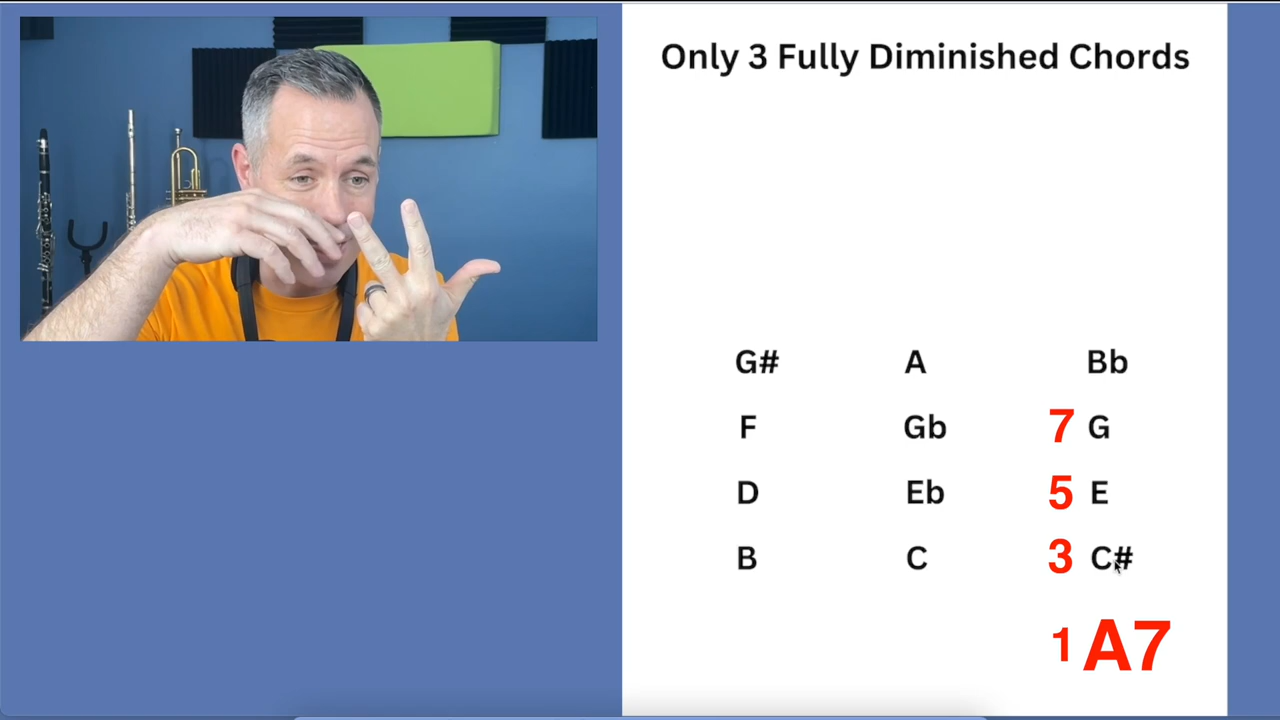 Only 3 Fully Diminished Chords
G# A Bb
F Gb 7 G
D Eb 5 E
B C 3 C#
1 A7